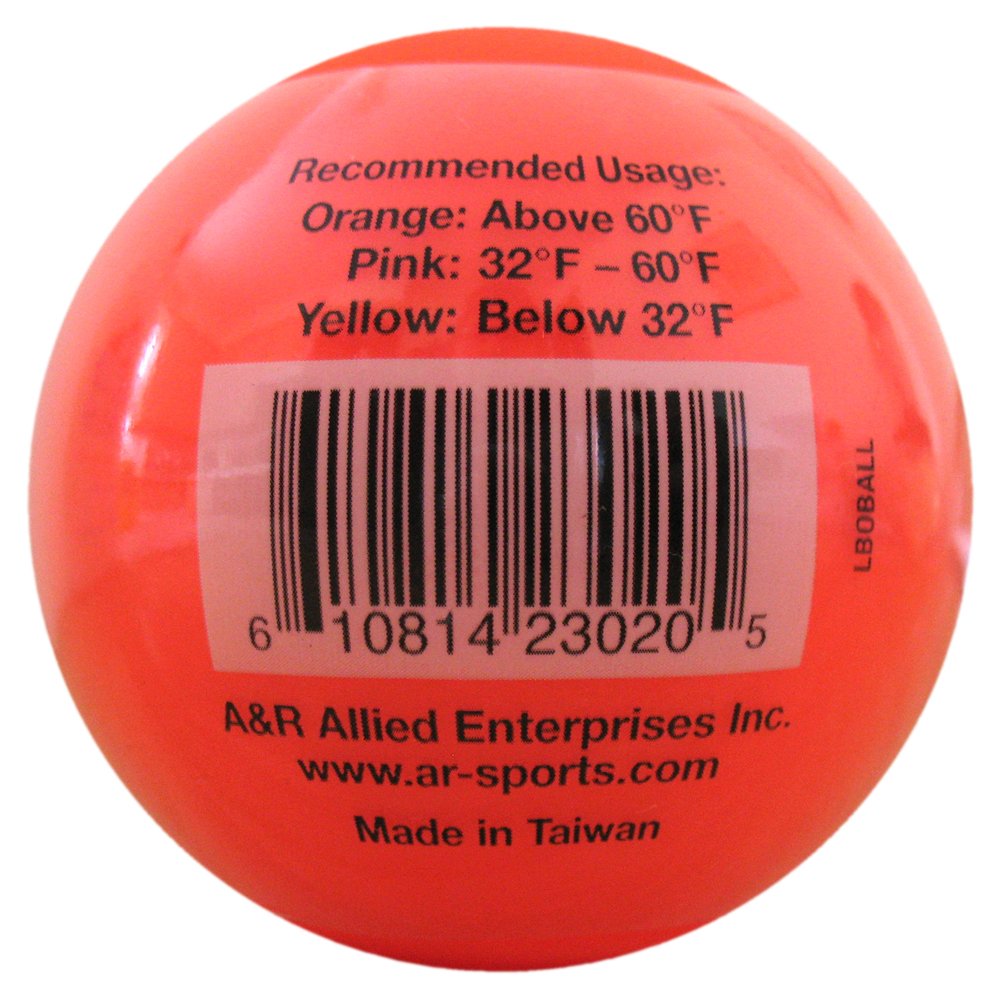 Recommended Usage:
Orange: Above 60°F
Pink: 32°F – 60°F
Yellow: Below 32°F
6 10814 23020 5
LBOBALL
A&R Allied Enterprises Inc.
www.ar-sports.com
Made in Taiwan